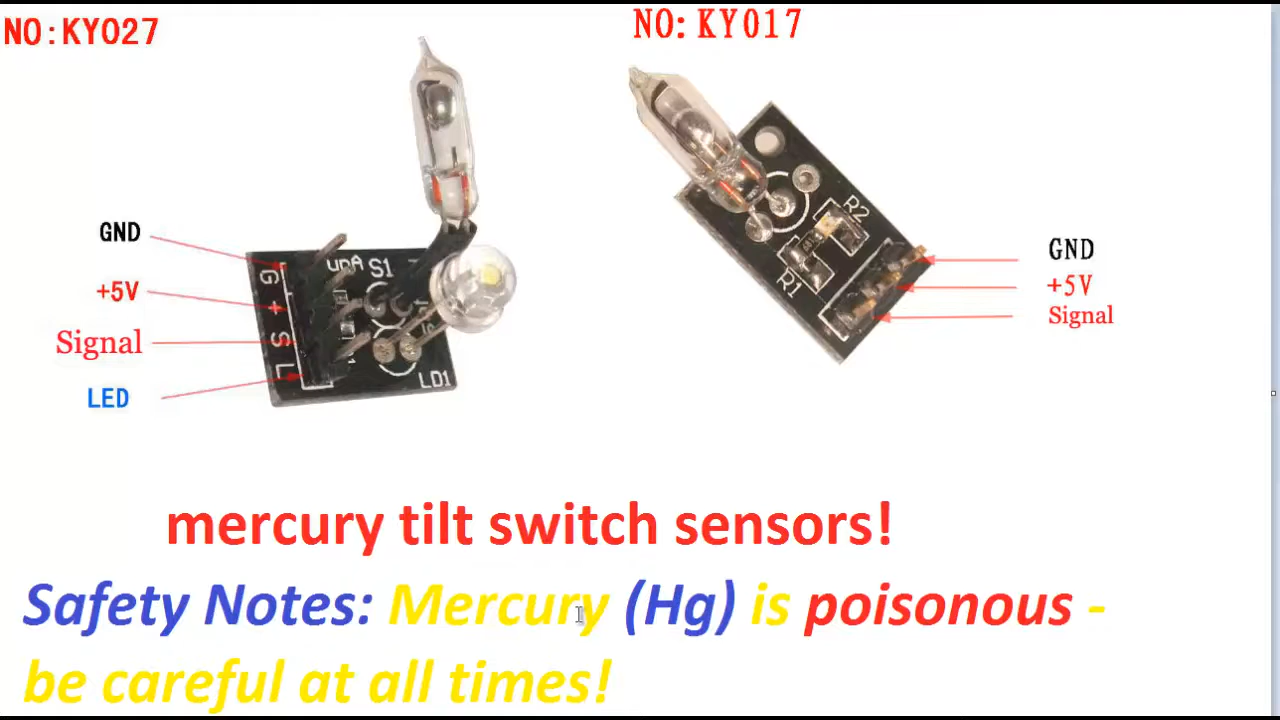 NO:KY027
NO:KY017
GND
+5V
Signal
LED
G
+
S
L
S1
LD1
R2
R1
GND
+5V
Signal
mercury tilt switch sensors!
Safety Notes: Mercury (Hg) is poisonous -
be careful at all times!